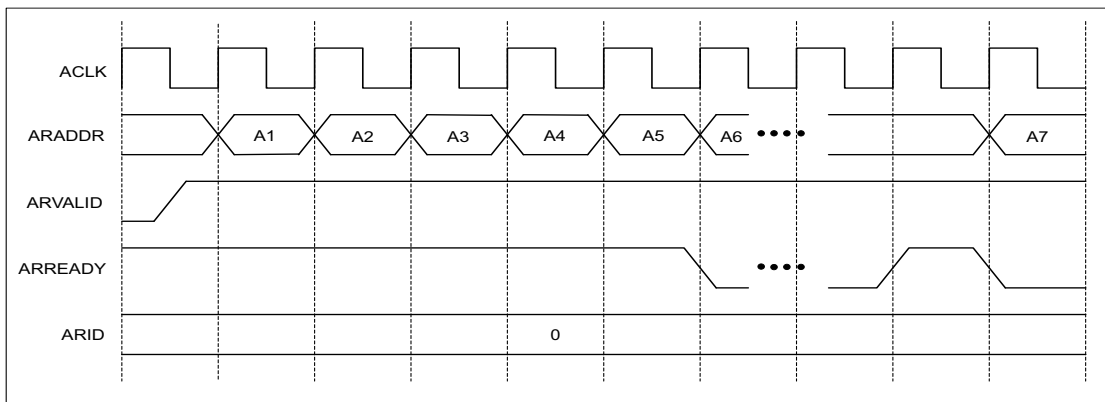 ACLK
ARADDR A1 A2 A3 A4 A5 A6 •••• A7
ARVALID
ARREADY ••••
ARID 0